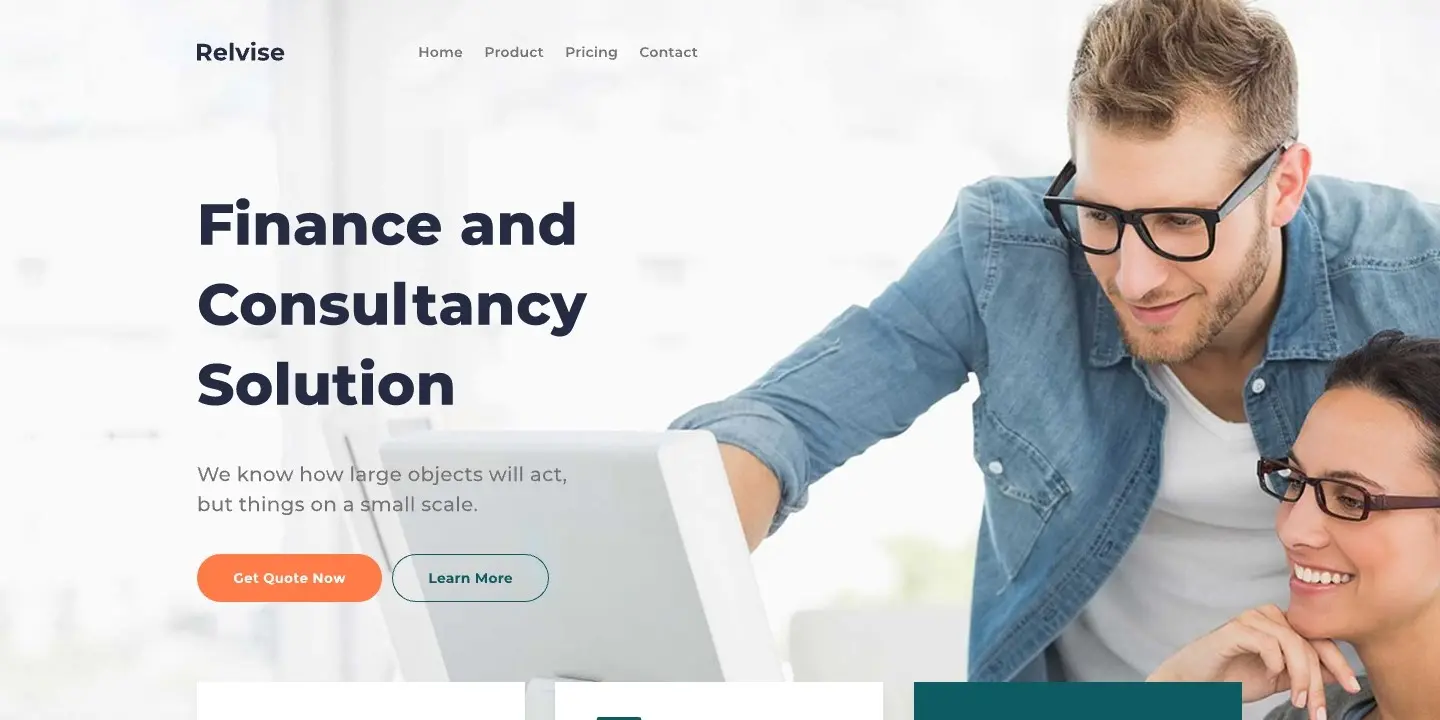 Relvise
Home Product Pricing Contact
Finance and
Consultancy
Solution
We know how large objects will act,
but things on a small scale.
Get Quote Now Learn More